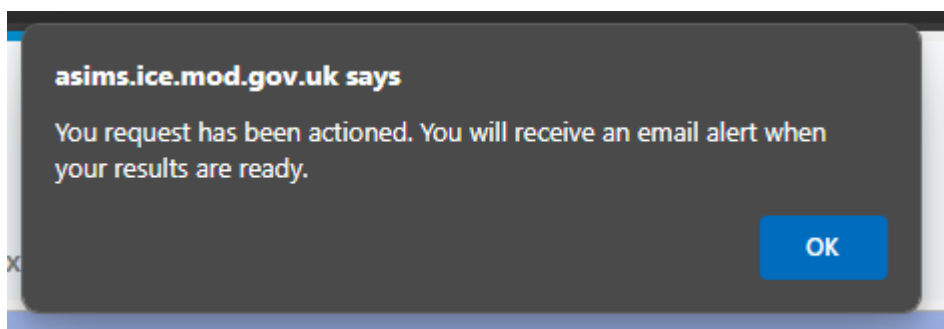 asims.ice.mod.gov.uk says
You request has been actioned. You will receive an email alert when
your results are ready.
OK
x